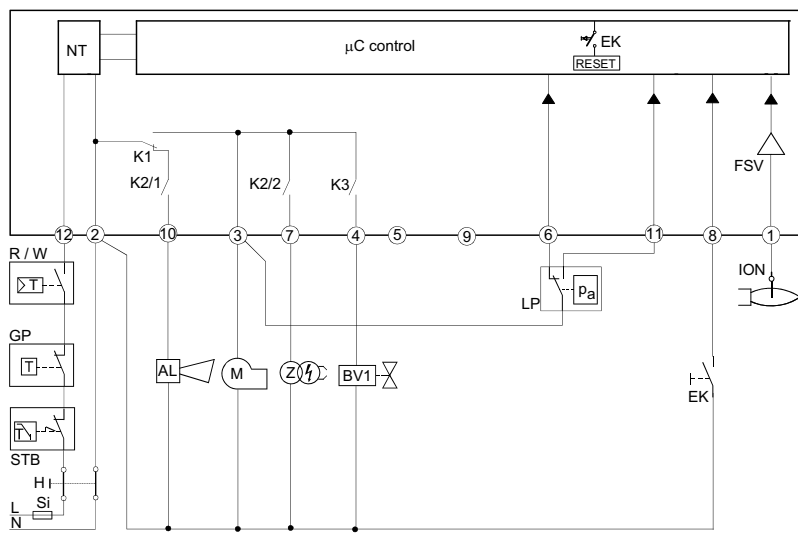 NT
µC control
EK
RESET
K1
K2/1
K2/2
K3
FSV
12
2
10
3
7
4
5
9
6
11
8
1
R / W
T
GP
T
STB
T
H
L
Si
N
AL
M
Z
BV1
LP
pa
EK
ION